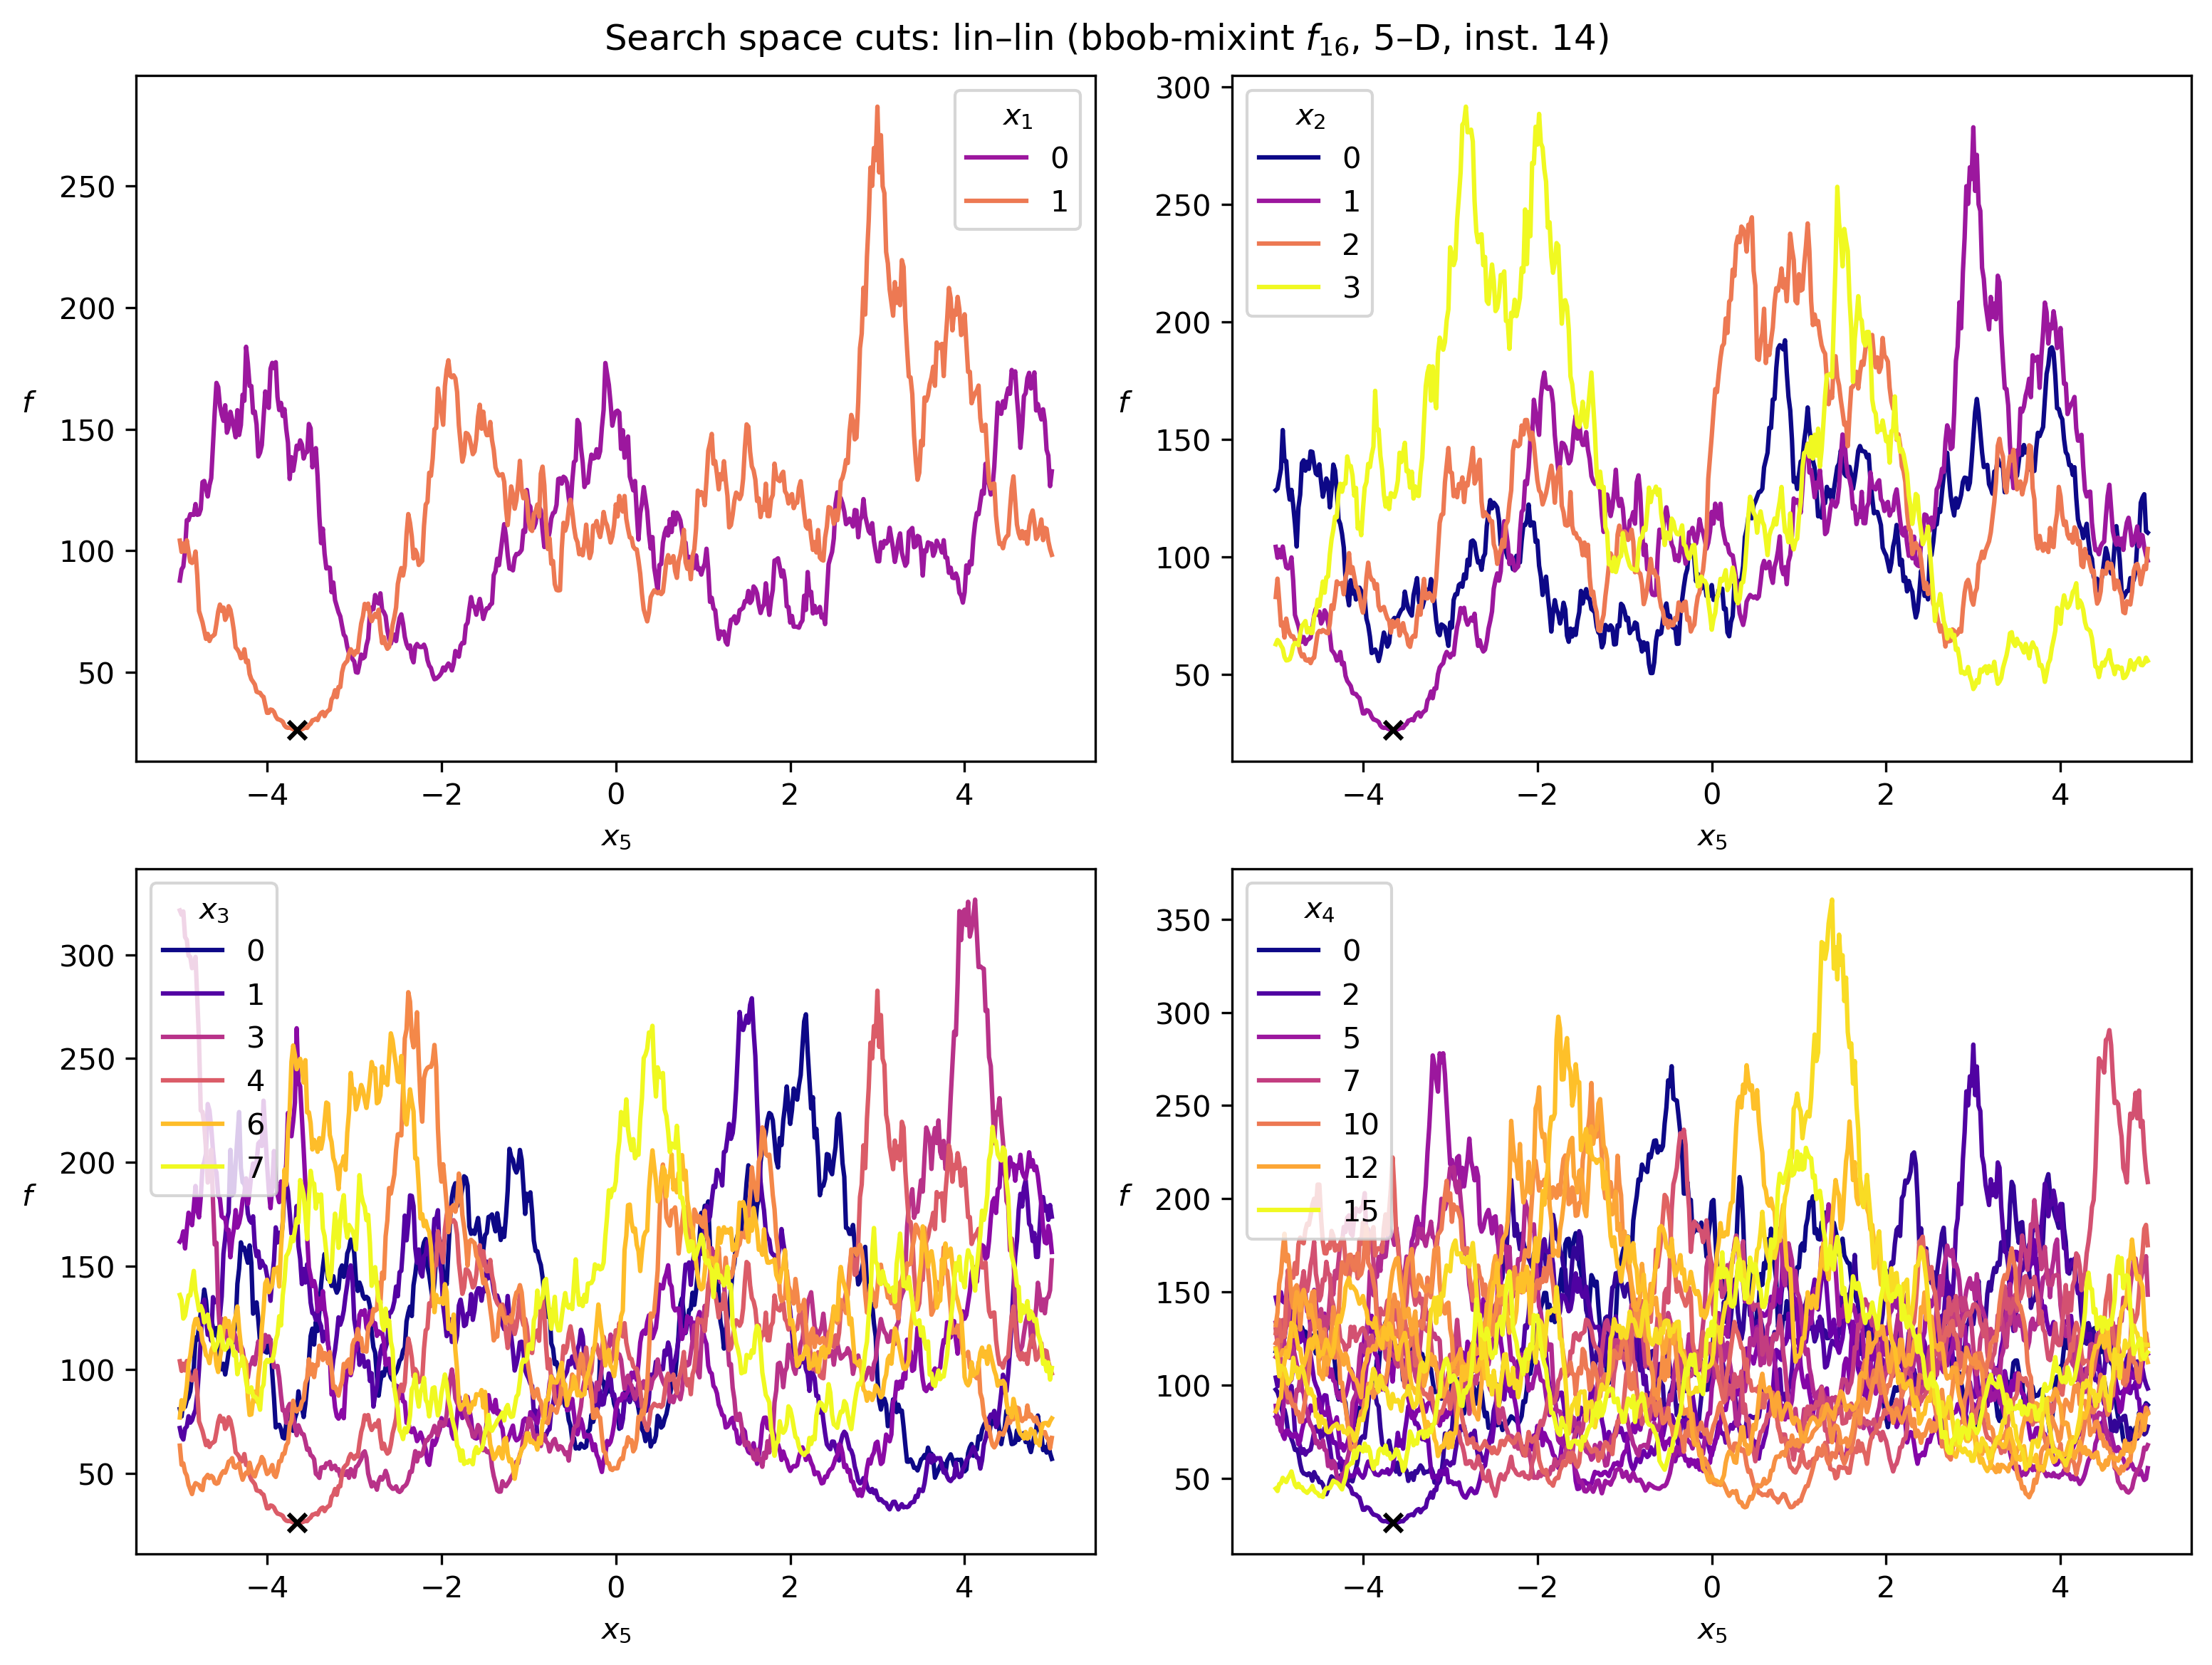 Search space cuts: lin–lin (bbob-mixint f₁₆, 5–D, inst. 14)
x₁
0
1
250
200
150
100
50
f
−4 −2 0 2 4
x₅
x₂
0
1
2
3
300
250
200
150
100
50
f
−4 −2 0 2 4
x₅
x₃
0
1
3
4
6
7
300
250
200
150
100
50
f
−4 −2 0 2 4
x₅
x₄
0
2
5
7
10
12
15
350
300
250
200
150
100
50
f
−4 −2 0 2 4
x₅